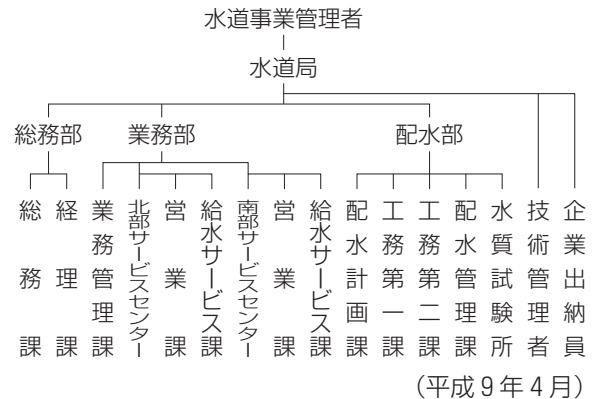 水道事業管理者
水道局
総務部
業務部
配水部
総務課
経理課
業務管理課
北部サービスセンター
営業課
給水サービス課
南部サービスセンター
営業課
給水サービス課
配水計画課
工務第一課
工務第二課
配水管理課
水質試験所
技術管理者
企業出納員
（平成9年4月）